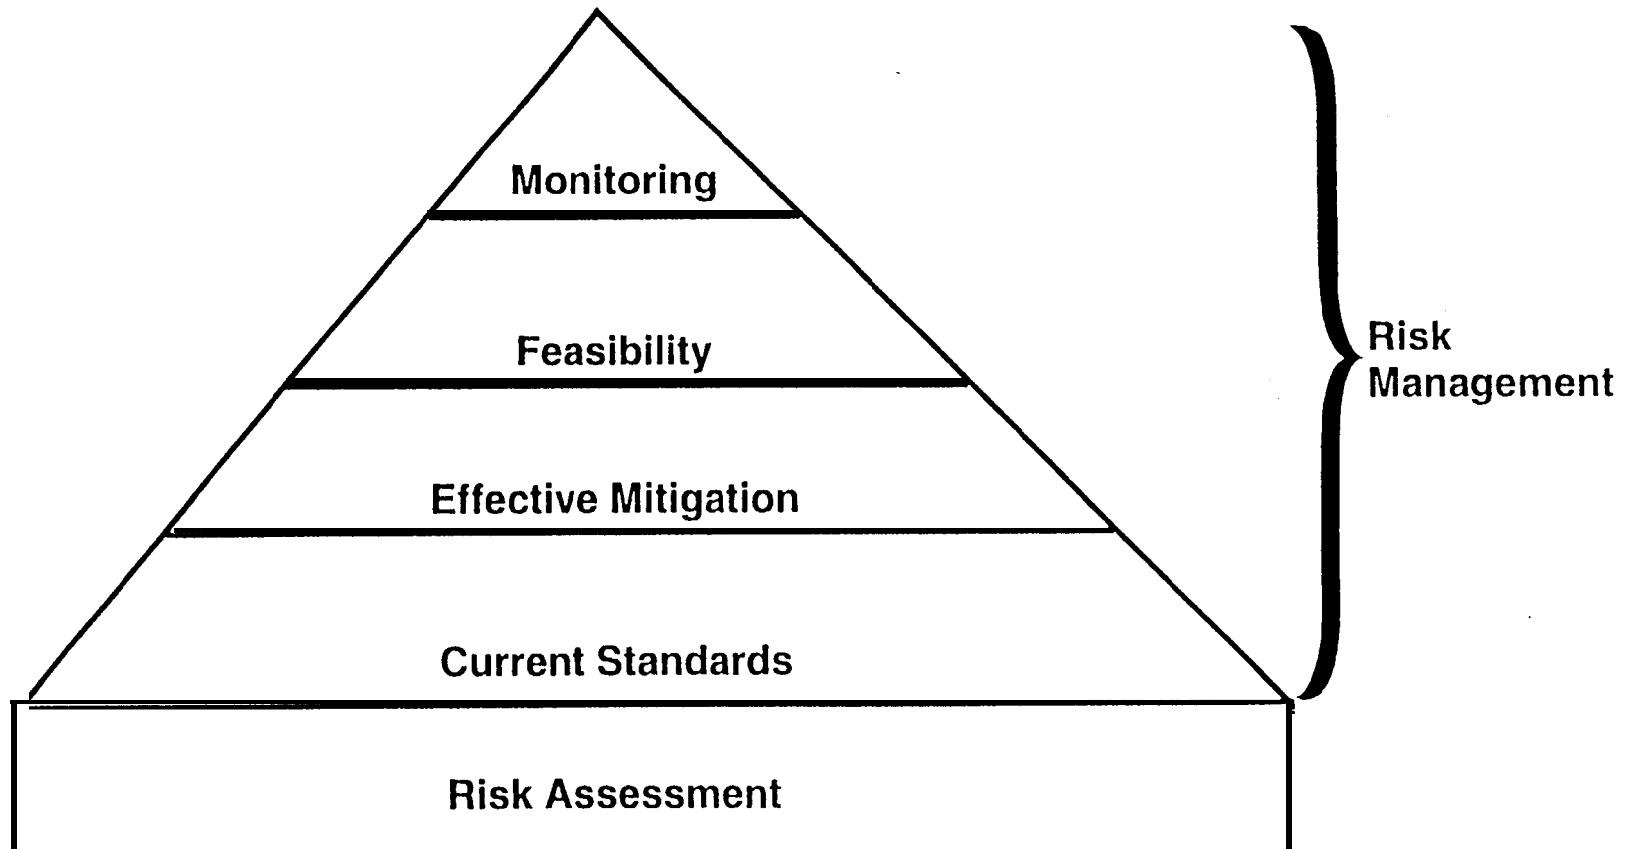 Monitoring
Feasibility
Effective Mitigation
Current Standards
Risk Assessment
Risk
Management